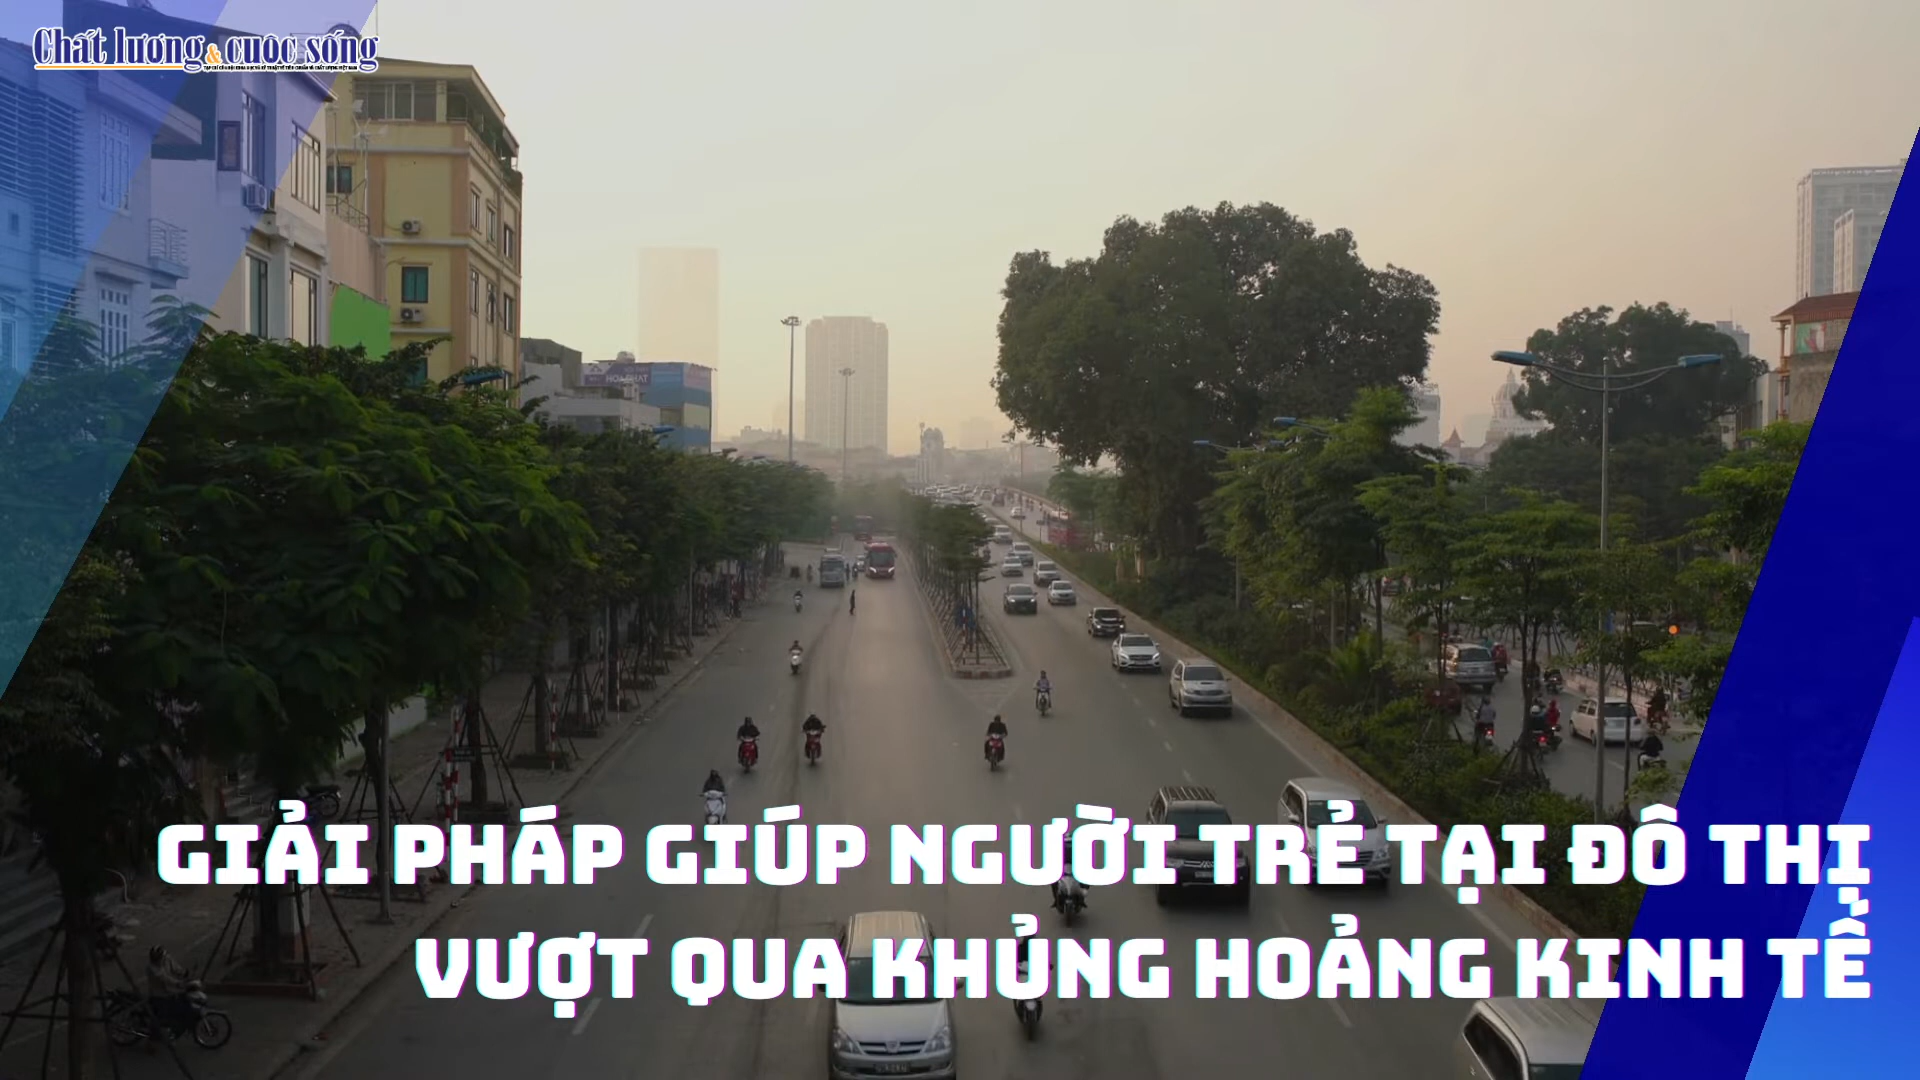 Chất lượng & cuộc sống
GIẢI PHÁP GIÚP NGƯỜI TRẺ TẠI ĐÔ THỊ
VƯỢT QUA KHỦNG HOẢNG KINH TẾ